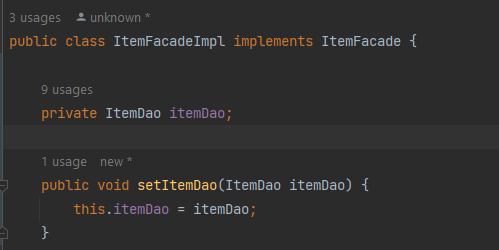 3 usages unknown *
public class ItemFacadeImpl implements ItemFacade {
9 usages
private ItemDao itemDao;
1 usage new *
public void setItemDao(ItemDao itemDao) {
this.itemDao = itemDao;
}